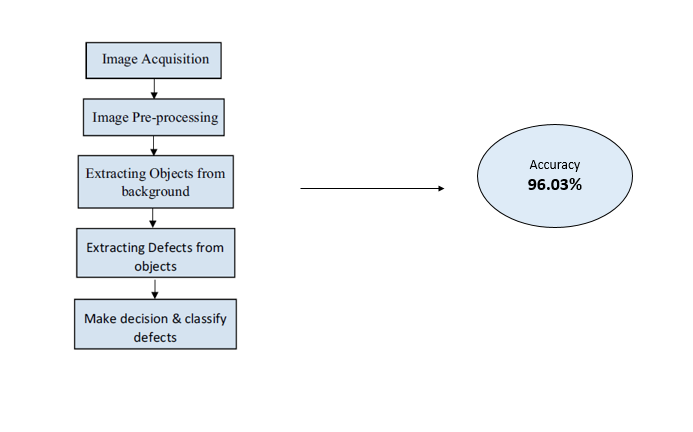 Image Acquisition
Image Pre-processing
Extracting Objects from
background
Extracting Defects from
objects
Make decision & classify
defects
Accuracy
96.03%